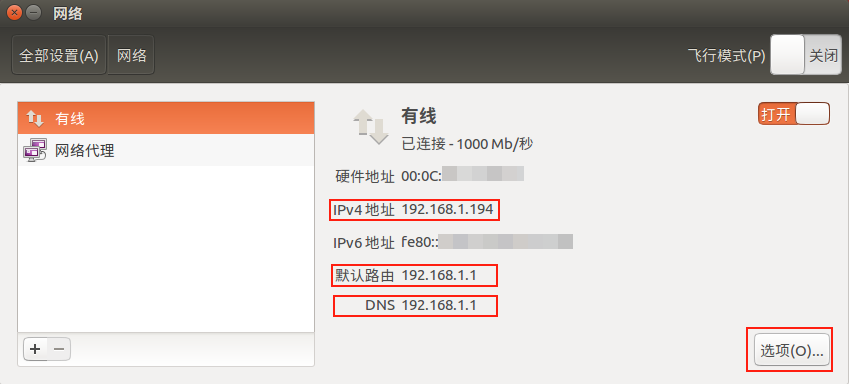 网络
全部设置(A) 网络 飞行模式(P) 关闭
有线
网络代理
有线
打开
已连接 - 1000 Mb/秒
硬件地址 00:0C:
IPv4 地址 192.168.1.194
IPv6 地址 fe80::
默认路由 192.168.1.1
DNS 192.168.1.1
选项(O)...